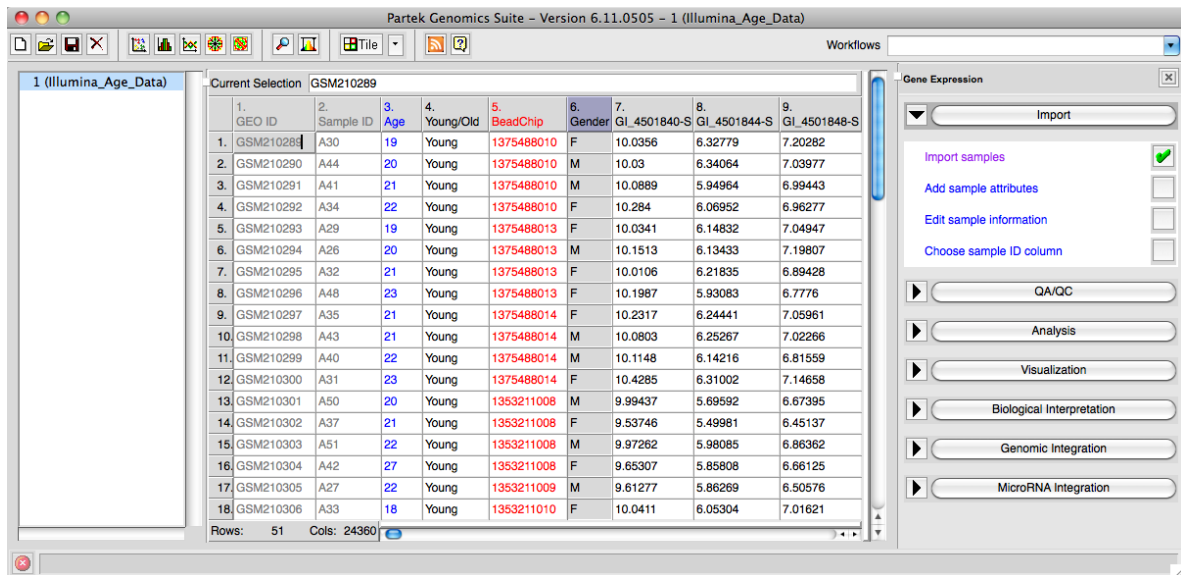 Partek Genomics Suite - Version 6.11.0505 - 1 (Illumina_Age_Data)
Tile
Workflows
1 (Illumina_Age_Data)
Current Selection GSM210289
Gene Expression
1. GEO ID 2. Sample ID 3. Age 4. Young/Old 5. BeadChip 6. Gender 7. GI_4501840-S 8. GI_4501844-S 9. GI_4501848-S
1. GSM210289 A30 19 Young 1375488010 F 10.0356 6.32779 7.20282
2. GSM210290 A44 20 Young 1375488010 M 10.03 6.34064 7.03977
3. GSM210291 A41 21 Young 1375488010 M 10.0889 5.94964 6.99443
4. GSM210292 A34 22 Young 1375488010 F 10.284 6.06952 6.96277
5. GSM210293 A29 19 Young 1375488013 F 10.0341 6.14832 7.04947
6. GSM210294 A26 20 Young 1375488013 M 10.1513 6.13433 7.19807
7. GSM210295 A32 21 Young 1375488013 F 10.0106 6.21835 6.89428
8. GSM210296 A48 23 Young 1375488013 F 10.1987 5.93083 6.7776
9. GSM210297 A35 21 Young 1375488014 F 10.2317 6.24441 7.05961
10. GSM210298 A43 21 Young 1375488014 M 10.0803 6.25267 7.02266
11. GSM210299 A40 22 Young 1375488014 M 10.1148 6.14216 6.81559
12. GSM210300 A31 23 Young 1375488014 F 10.4285 6.31002 7.14658
13. GSM210301 A50 20 Young 1353211008 M 9.99437 5.69592 6.67395
14. GSM210302 A37 21 Young 1353211008 F 9.53746 5.49981 6.45137
15. GSM210303 A51 22 Young 1353211008 M 9.97262 5.98085 6.86362
16. GSM210304 A42 27 Young 1353211008 F 9.65307 5.85808 6.66125
17. GSM210305 A27 22 Young 1353211009 M 9.61277 5.86269 6.50576
18. GSM210306 A33 18 Young 1353211010 F 10.0411 6.05304 7.01621
Rows: 51 Cols: 24360
Import
Import samples
Add sample attributes
Edit sample information
Choose sample ID column
QA/QC
Analysis
Visualization
Biological Interpretation
Genomic Integration
MicroRNA Integration